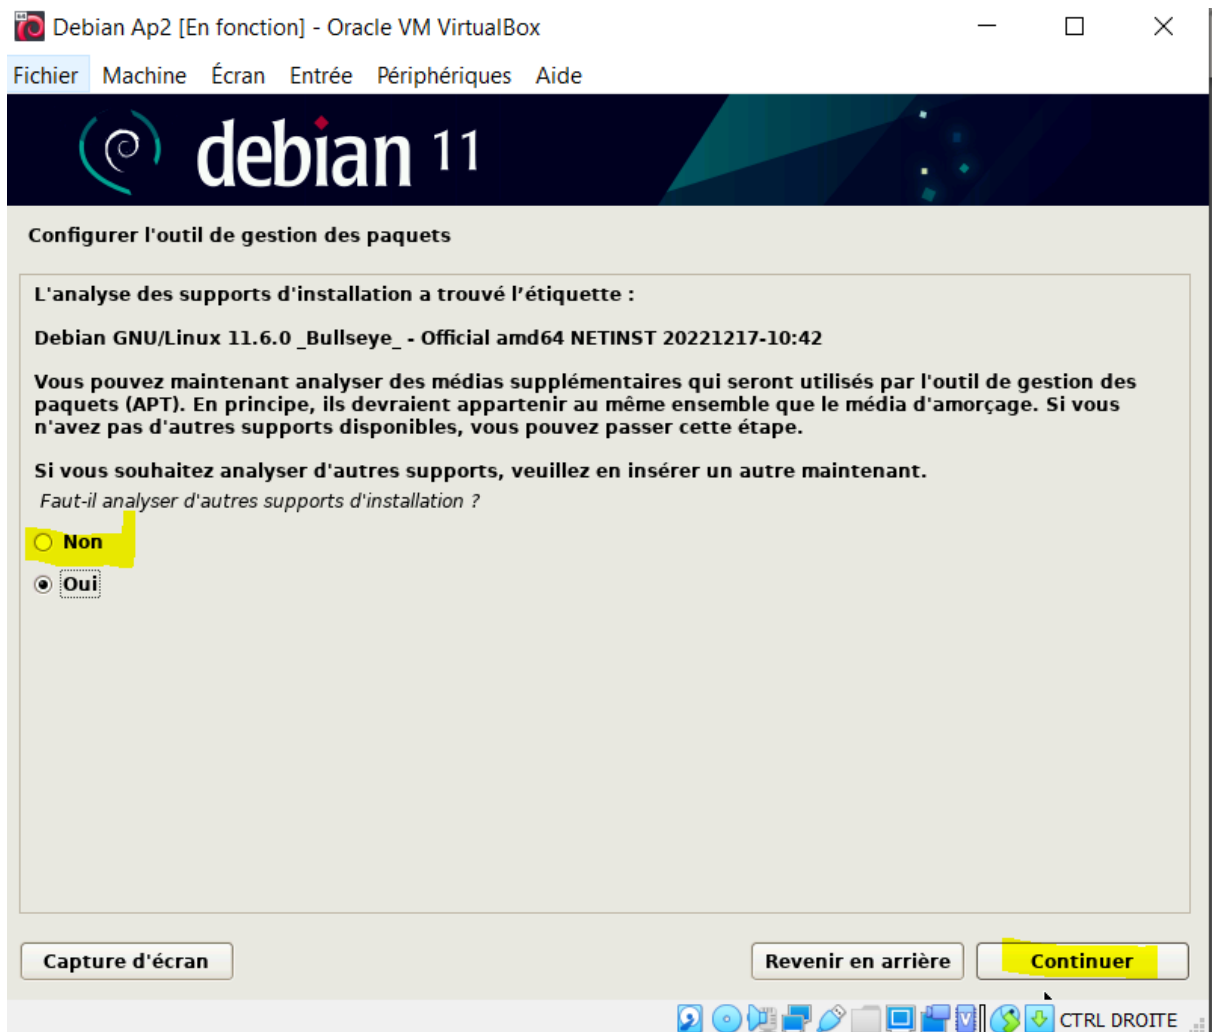 Debian Ap2 [En fonction] - Oracle VM VirtualBox
Fichier Machine Écran Entrée Périphériques Aide
debian 11
Configurer l'outil de gestion des paquets
L'analyse des supports d'installation a trouvé l’étiquette :
Debian GNU/Linux 11.6.0 _Bullseye_ - Official amd64 NETINST 20221217-10:42
Vous pouvez maintenant analyser des médias supplémentaires qui seront utilisés par l'outil de gestion des
paquets (APT). En principe, ils devraient appartenir au même ensemble que le média d'amorçage. Si vous
n'avez pas d'autres supports disponibles, vous pouvez passer cette étape.
Si vous souhaitez analyser d'autres supports, veuillez en insérer un autre maintenant.
Faut-il analyser d'autres supports d'installation ?
Non
Oui
Capture d'écran Revenir en arrière Continuer
CTRL DROITE